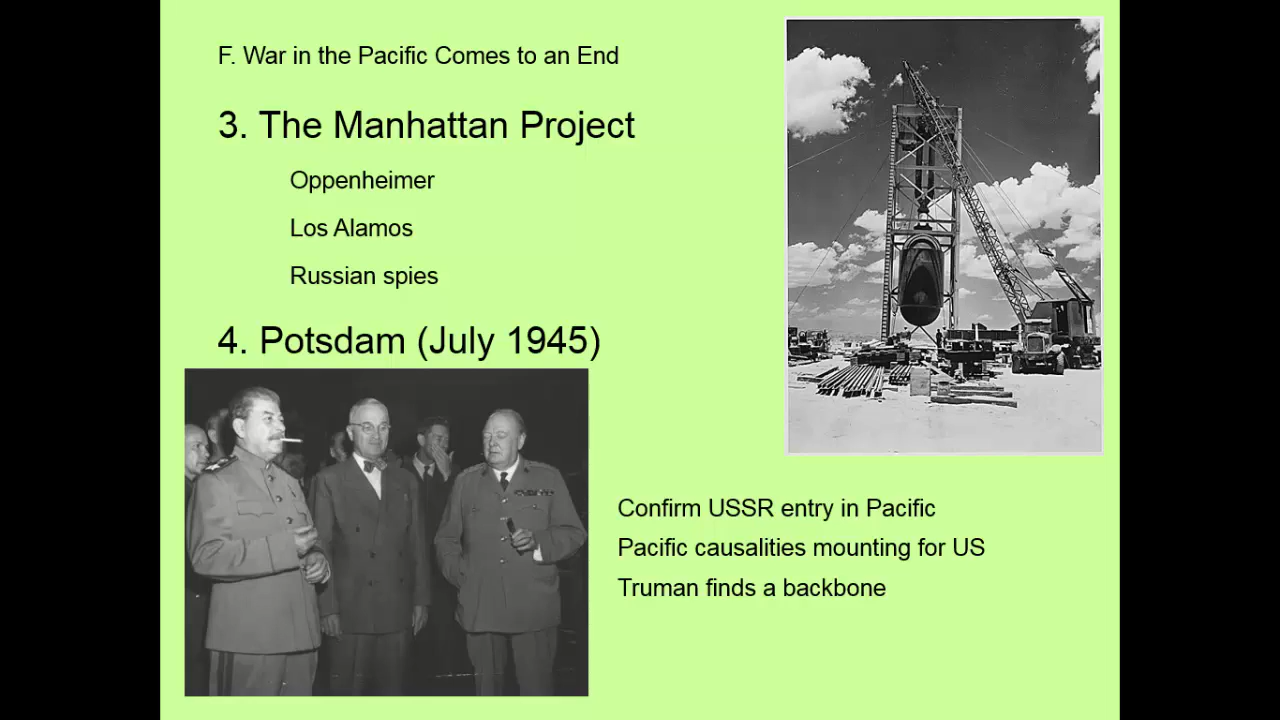 F. War in the Pacific Comes to an End
3. The Manhattan Project
Oppenheimer
Los Alamos
Russian spies
4. Potsdam (July 1945)
Confirm USSR entry in Pacific
Pacific causalities mounting for US
Truman finds a backbone